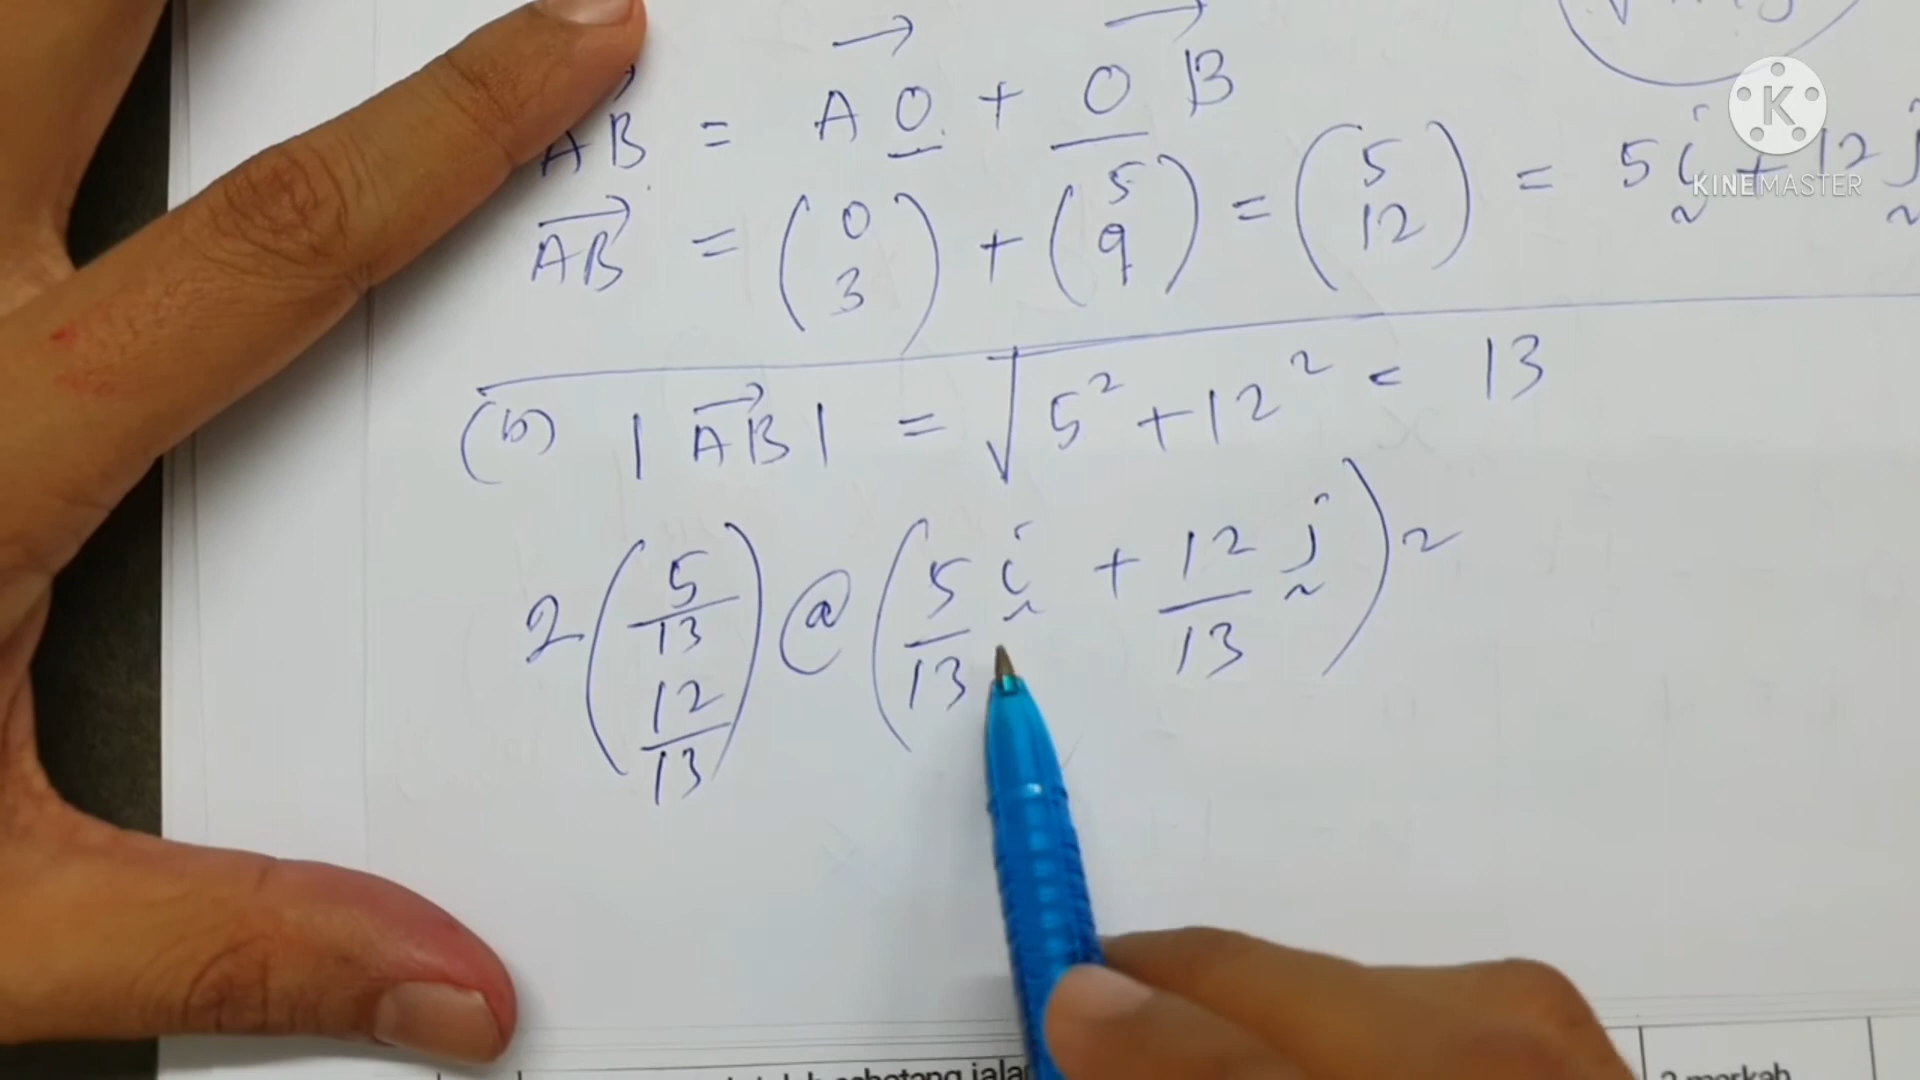 AB = AO + OB
AB = (0 3) + (5 9) = (5 12) = 5i + 12j
(b) |AB| = √5² + 12² = 13
2(5/13 12/13) @ (5/13 i + 12/13 j) 2
K
KINEMASTER